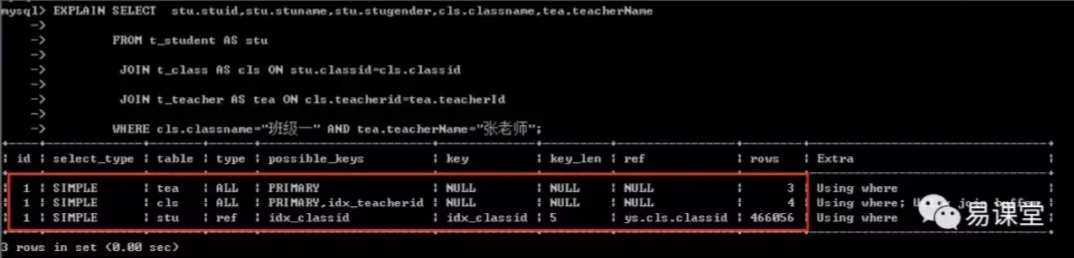 mysql> EXPLAIN SELECT stu.stuid,stu.stuname,stu.stugender,cls.classname,tea.teacherName
->
-> FROM t_student AS stu
->
-> JOIN t_class AS cls ON stu.classid=cls.classid
->
-> JOIN t_teacher AS tea ON cls.teacherid=tea.teacherId
->
-> WHERE cls.classname="班级一" AND tea.teacherName="张老师";
| id | select_type | table | type | possible_keys | key | key_len | ref | rows | Extra
| 1 | SIMPLE | tea | ALL | PRIMARY | NULL | NULL | NULL | 3 | Using where
| 1 | SIMPLE | cls | ALL | PRIMARY,idx_teacherid | NULL | NULL | NULL | 4 | Using where; join buffer
| 1 | SIMPLE | stu | ref | idx_classid | idx_classid | 5 | ys.cls.classid | 466056 | Using where
易课堂
3 rows in set (0.00 sec)